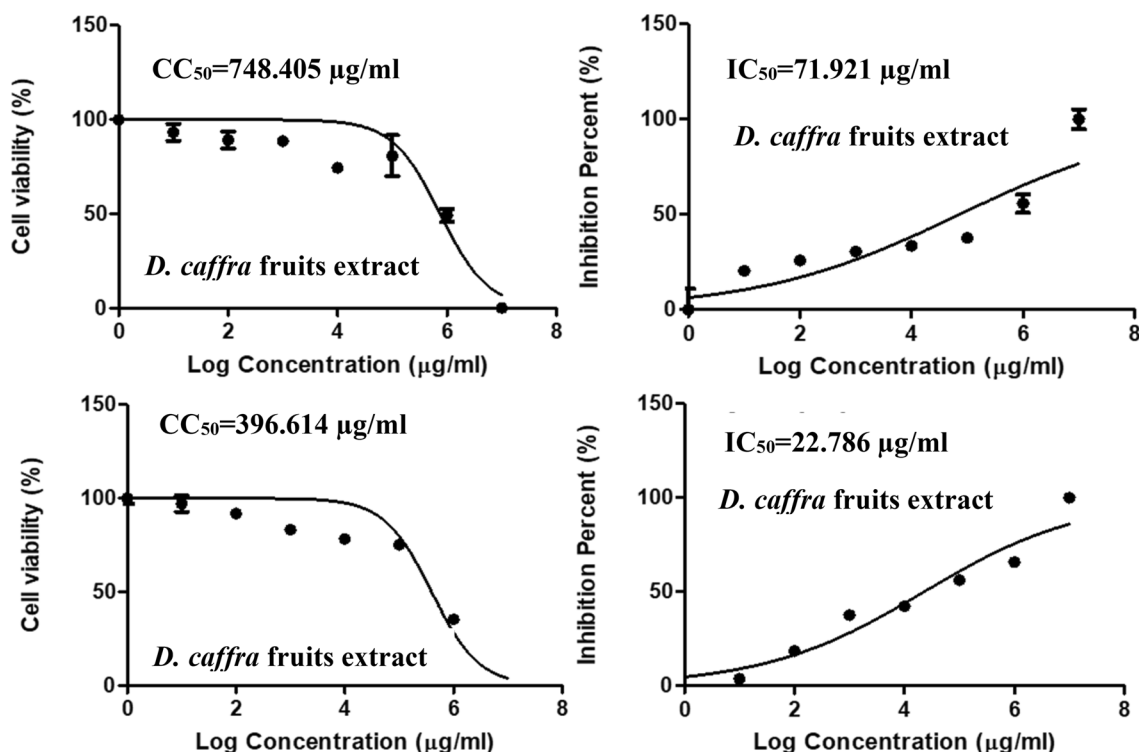 150
CC₅₀=748.405 µg/ml
100
Cell viability (%)
50
D. caffra fruits extract
0
0 2 4 6 8
Log Concentration (µg/ml)
150
IC₅₀=71.921 µg/ml
100
D. caffra fruits extract
Inhibition Percent (%)
50
0
0 2 4 6 8
Log Concentration (µg/ml)
150
CC₅₀=396.614 µg/ml
100
Cell viability (%)
50
D. caffra fruits extract
0
0 2 4 6 8
Log Concentration (µg/ml)
150
IC₅₀=22.786 µg/ml
100
D. caffra fruits extract
Inhibition Percent (%)
50
0
0 2 4 6 8
Log Concentration (µg/ml)